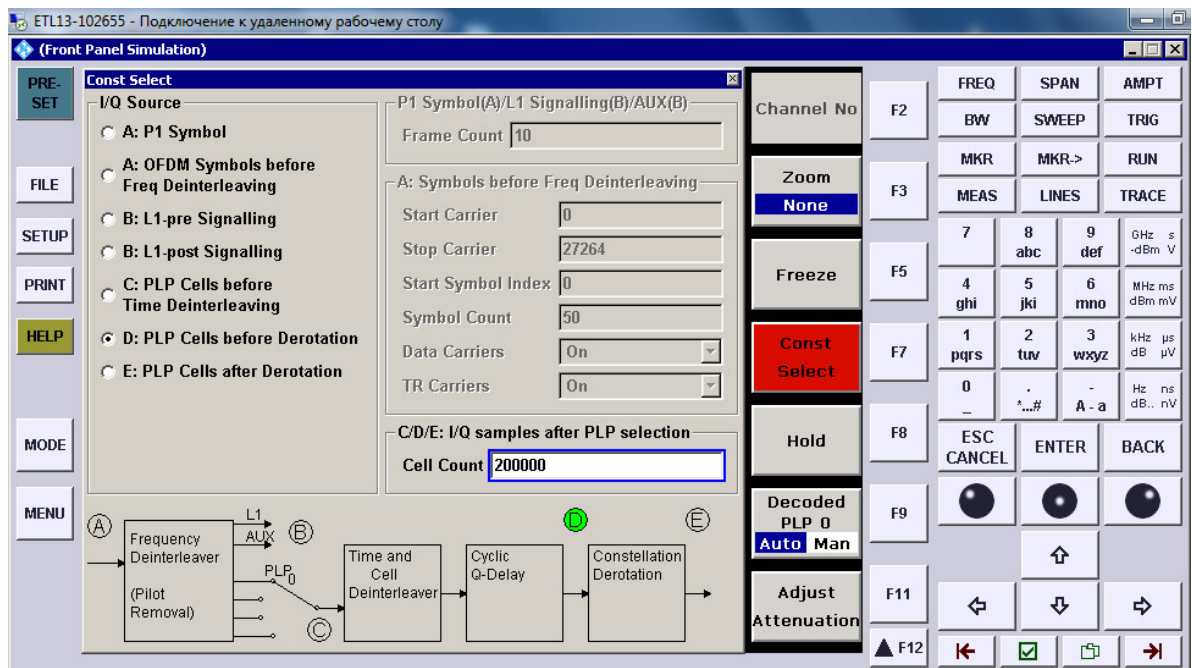 ETL13-102655 - Подключение к удаленному рабочему столу
(Front Panel Simulation)
PRE-
SET
FILE
SETUP
PRINT
HELP
MODE
MENU
Const Select
I/Q Source
A: P1 Symbol
A: OFDM Symbols before
Freq Deinterleaving
B: L1-pre Signalling
B: L1-post Signalling
C: PLP Cells before
Time Deinterleaving
D: PLP Cells before Derotation
E: PLP Cells after Derotation
P1 Symbol(A)/L1 Signalling(B)/AUX(B)
Frame Count 10
A: Symbols before Freq Deinterleaving
Start Carrier 0
Stop Carrier 27264
Start Symbol Index 0
Symbol Count 50
Data Carriers On
TR Carriers On
C/D/E: I/Q samples after PLP selection
Cell Count 200000
A
Frequency
Deinterleaver
(Pilot
Removal)
L1
AUX
B
PLP0
C
Time and
Cell
Deinterleaver
Cyclic
Q-Delay
D
Constellation
Derotation
E
Channel No
Zoom
None
Freeze
Const
Select
Hold
Decoded
PLP 0
Auto Man
Adjust
Attenuation
F2
F3
F5
F7
F8
F9
F11
F12
FREQ SPAN AMPT
BW SWEEP TRIG
MKR MKR-> RUN
MEAS LINES TRACE
7 8 9 GHz s
abc def -dBm V
4 5 6 MHz ms
ghi jki mno dBm mV
1 2 3 kHz µs
pqrs tuv wxyz dB µV
0 . - Hz ns
_ *...# A - a dB.. nV
ESC
CANCEL
ENTER
BACK